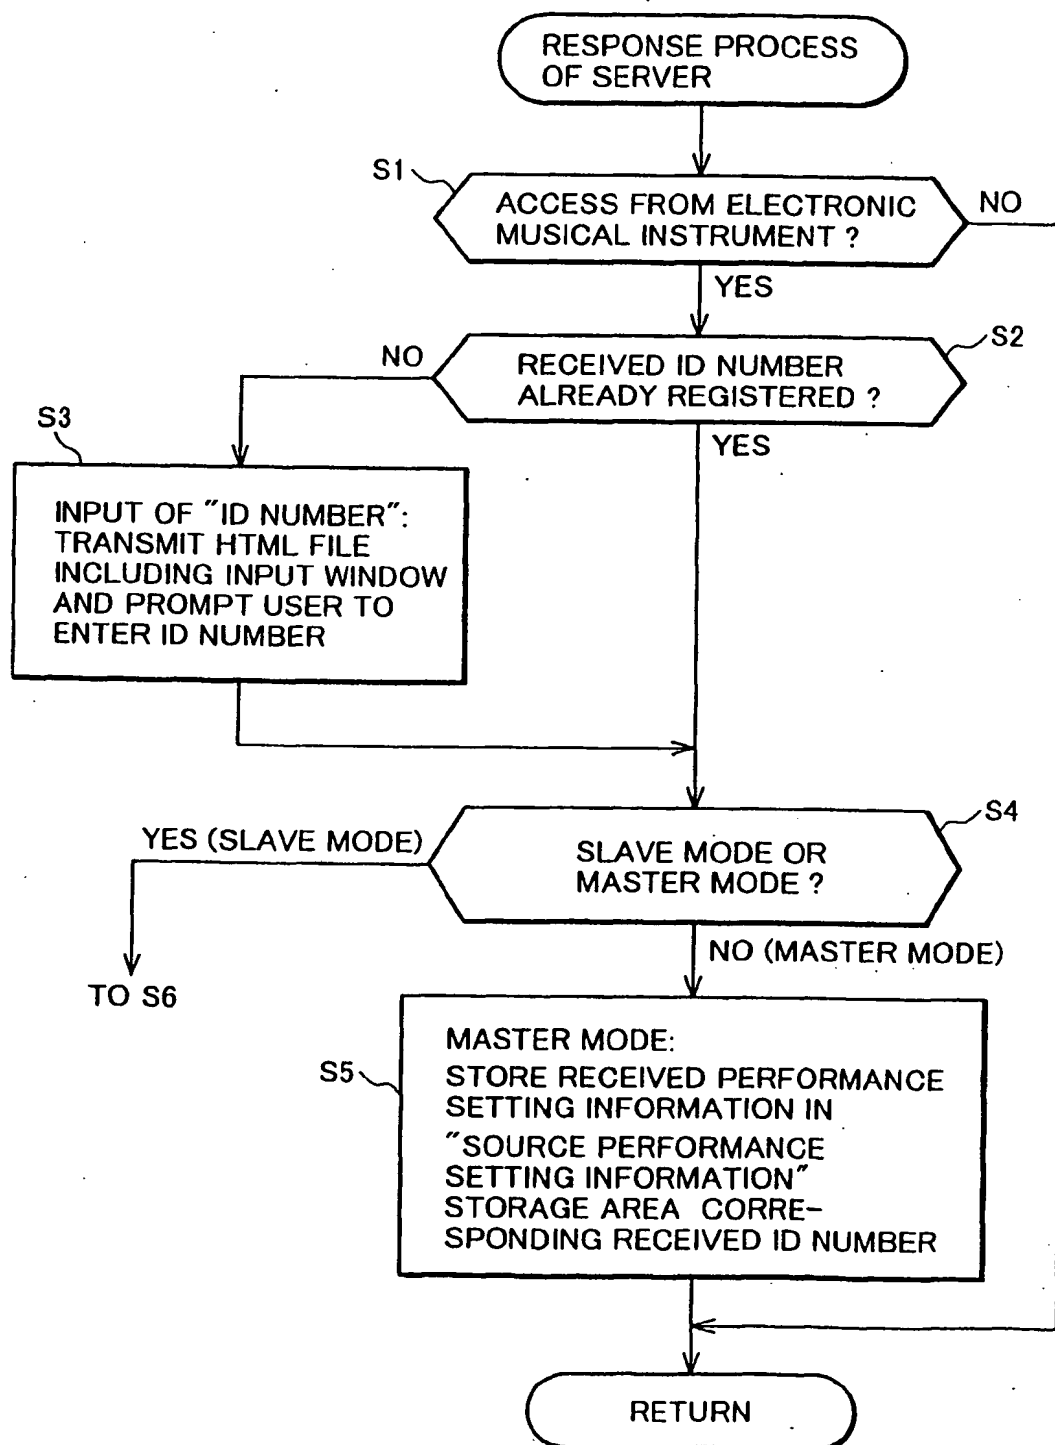 RESPONSE PROCESS
OF SERVER
S1
ACCESS FROM ELECTRONIC
MUSICAL INSTRUMENT ?
NO
YES
S2
NO
RECEIVED ID NUMBER
ALREADY REGISTERED ?
YES
S3
INPUT OF "ID NUMBER":
TRANSMIT HTML FILE
INCLUDING INPUT WINDOW
AND PROMPT USER TO
ENTER ID NUMBER
S4
YES (SLAVE MODE)
SLAVE MODE OR
MASTER MODE ?
NO (MASTER MODE)
TO S6
S5
MASTER MODE:
STORE RECEIVED PERFORMANCE
SETTING INFORMATION IN
"SOURCE PERFORMANCE
SETTING INFORMATION"
STORAGE AREA CORRE-
SPONDING RECEIVED ID NUMBER
RETURN